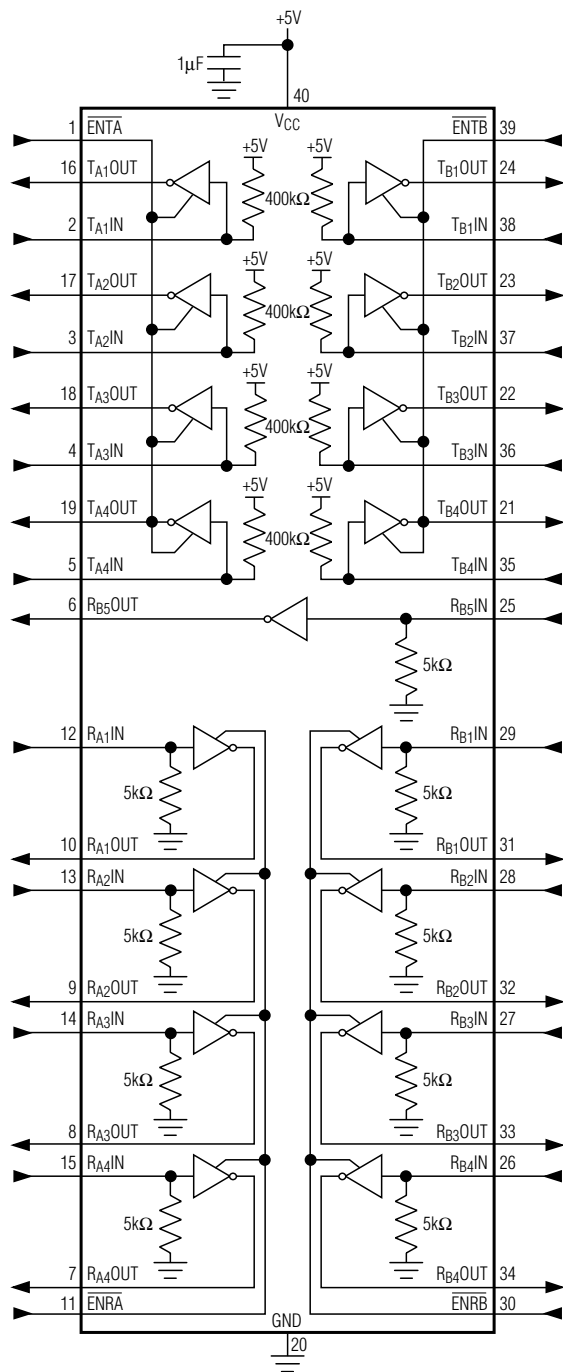 +5V
1µF
40
VCC
1 ENTA ENTB 39
16 TA1OUT +5V +5V TB1OUT 24
400kΩ
2 TA1IN TB1IN 38
17 TA2OUT +5V +5V TB2OUT 23
400kΩ
3 TA2IN TB2IN 37
18 TA3OUT +5V +5V TB3OUT 22
400kΩ
4 TA3IN TB3IN 36
19 TA4OUT +5V +5V TB4OUT 21
400kΩ
5 TA4IN TB4IN 35
6 RB5OUT RB5IN 25
5kΩ
12 RA1IN RB1IN 29
5kΩ 5kΩ
10 RA1OUT RB1OUT 31
13 RA2IN RB2IN 28
5kΩ 5kΩ
9 RA2OUT RB2OUT 32
14 RA3IN RB3IN 27
5kΩ 5kΩ
8 RA3OUT RB3OUT 33
15 RA4IN RB4IN 26
5kΩ 5kΩ
7 RA4OUT RB4OUT 34
11 ENRA ENRB 30
GND
20